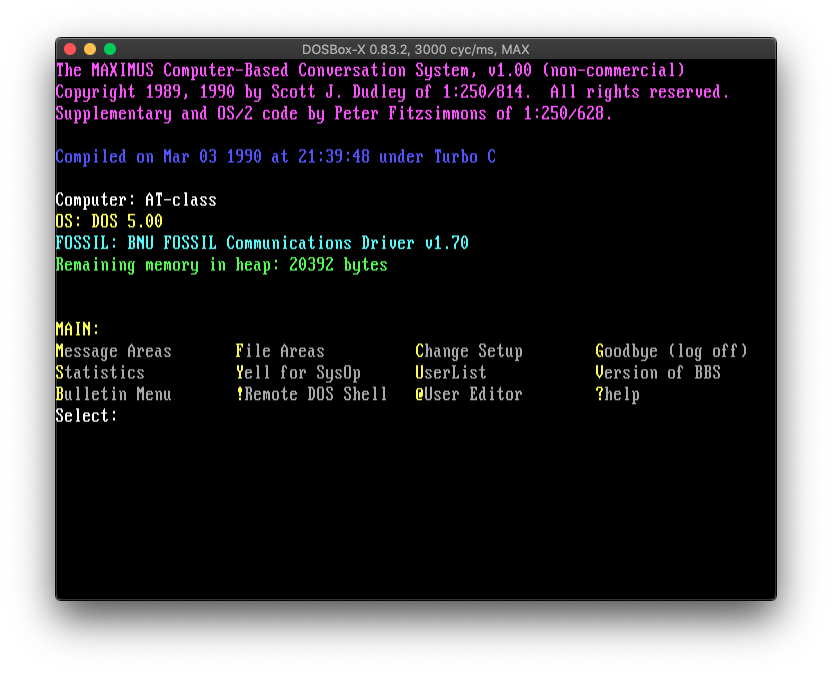 DOSBox-X 0.83.2, 3000 cyc/ms, MAX
The MAXIMUS Computer-Based Conversation System, v1.00 (non-commercial)
Copyright 1989, 1990 by Scott J. Dudley of 1:250/814.  All rights reserved.
Supplementary and OS/2 code by Peter Fitzsimmons of 1:250/628.
Compiled on Mar 03 1990 at 21:39:48 under Turbo C
Computer: AT-class
OS: DOS 5.00
FOSSIL: BNU FOSSIL Communications Driver v1.70
Remaining memory in heap: 20392 bytes
MAIN:
Message Areas       File Areas          Change Setup        Goodbye (log off)
Statistics          Yell for SysOp      UserList            Version of BBS
Bulletin Menu       !Remote DOS Shell   @User Editor        ?help
Select: